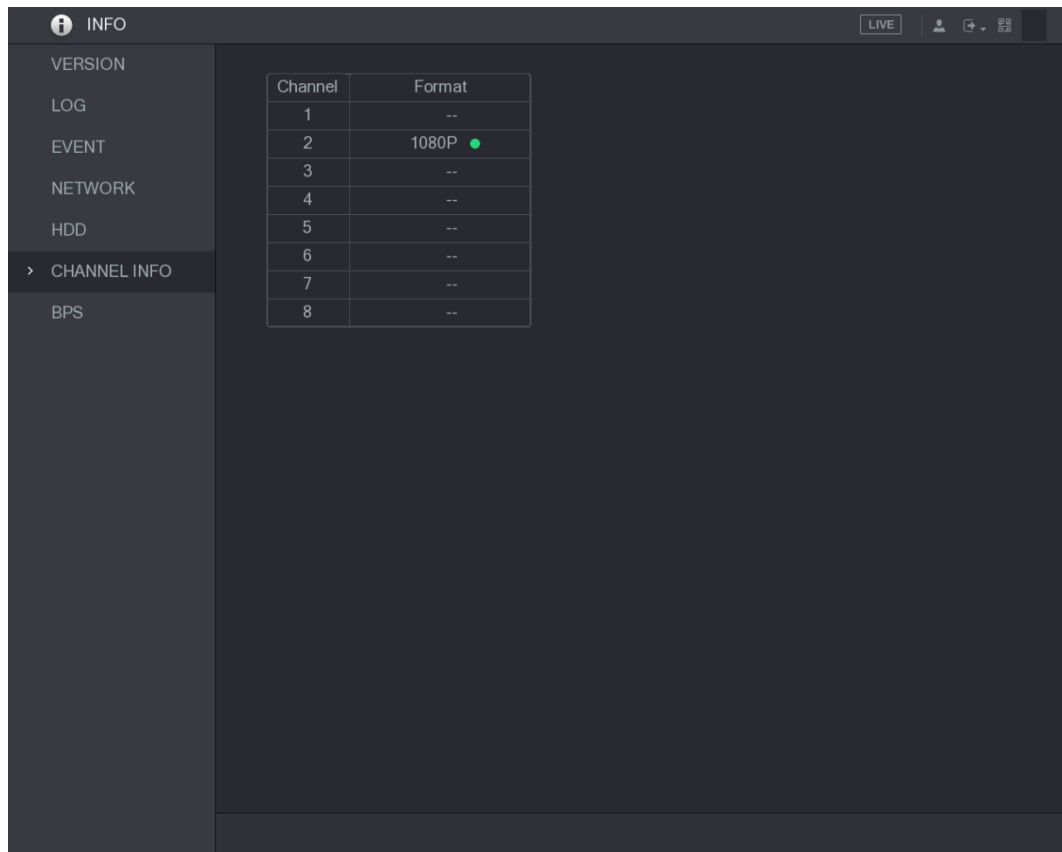 INFO
LIVE
VERSION
LOG
EVENT
NETWORK
HDD
> CHANNEL INFO
BPS
Channel Format
1 --
2 1080P
3 --
4 --
5 --
6 --
7 --
8 --